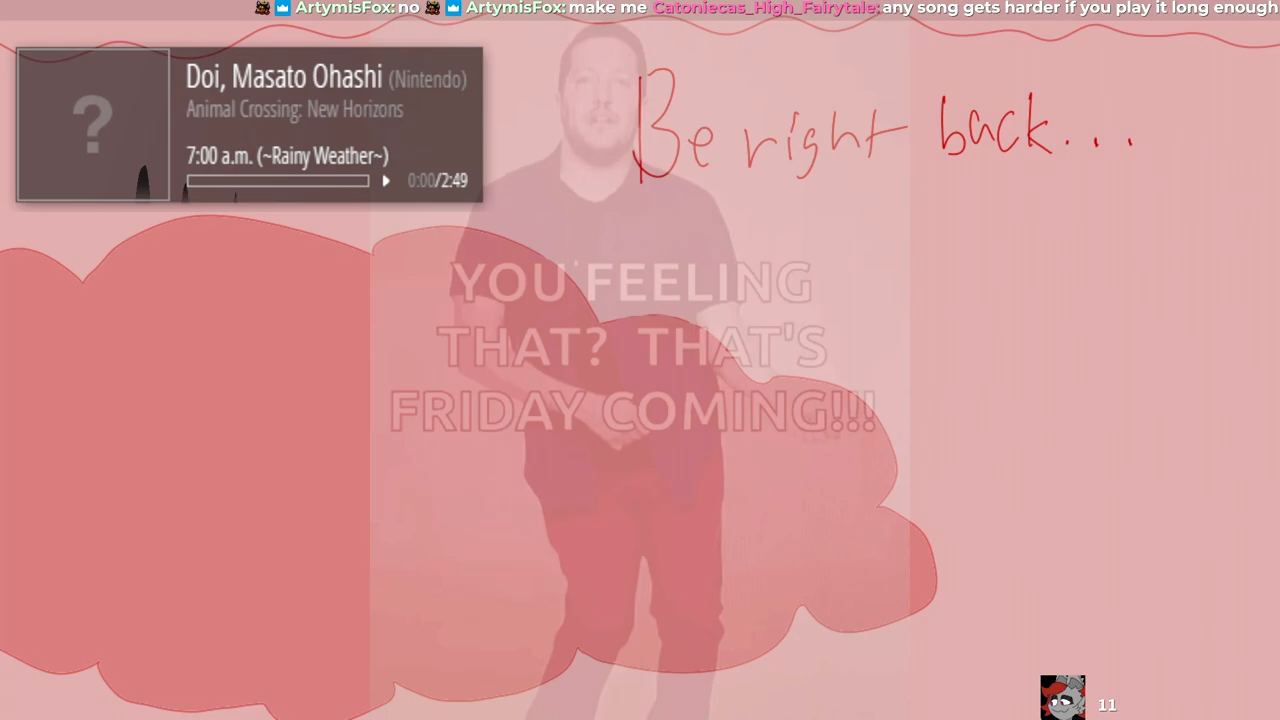 ArtymisFox: no ArtymisFox: make me Catoniecas_High_Fairytale: any song gets harder if you play it long enough
Doi, Masato Ohashi (Nintendo)
Animal Crossing: New Horizons
7:00 a.m. (~Rainy Weather~)
0:00/2:49
?
Be right back...
YOU FEELING
THAT? THAT'S
FRIDAY COMING!!!
11